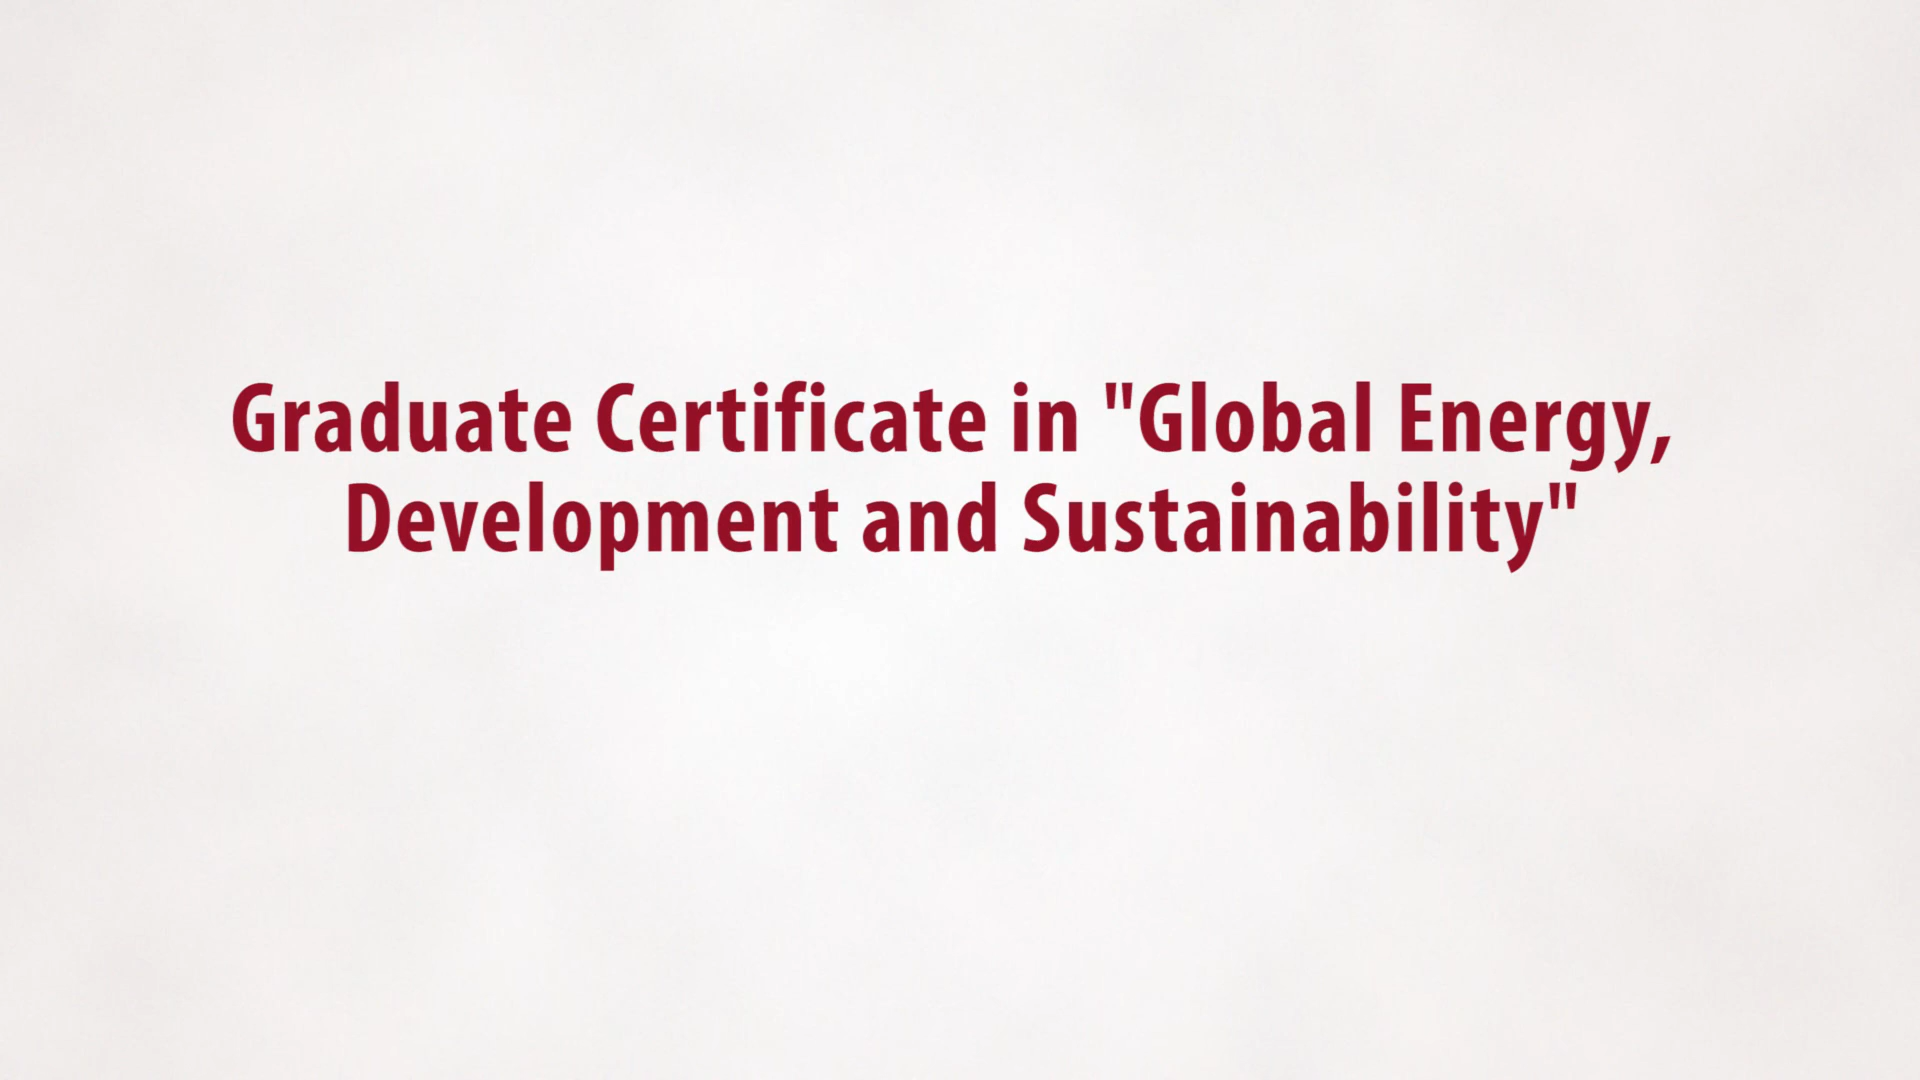 Graduate Certificate in "Global Energy,
Development and Sustainability"